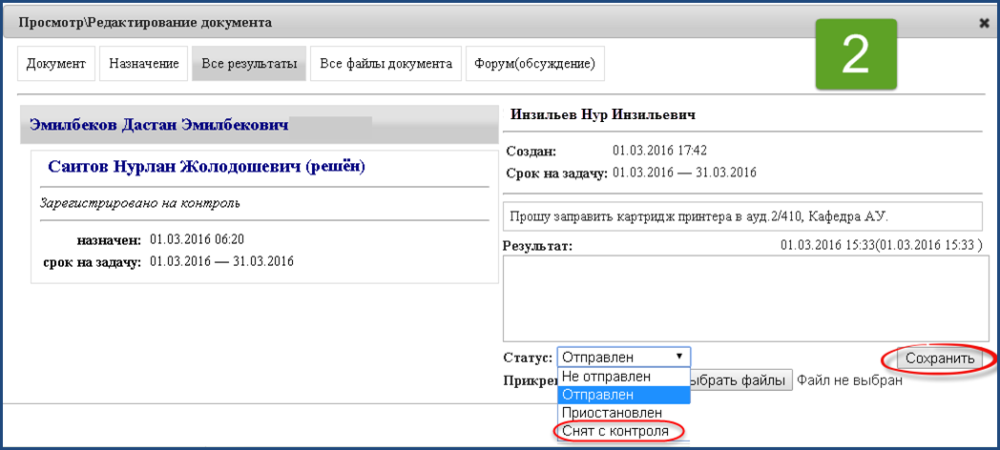 Просмотр\Редактирование документа
Документ
Назначение
Все результаты
Все файлы документа
Форум(обсуждение)
2
Эмилбеков Дастан Эмилбекович
Саитов Нурлан Жолодошевич (решён)
Зарегистрировано на контроль
назначен: 01.03.2016 06:20
срок на задачу: 01.03.2016 — 31.03.2016
Инзильев Нур Инзильевич
Создан: 01.03.2016 17:42
Срок на задачу: 01.03.2016 — 31.03.2016
Прошу заправить картридж принтера в ауд.2/410, Кафедра А.У.
Результат: 01.03.2016 15:33(01.03.2016 15:33 )
Статус: Отправлен
Сохранить
Прикреп
ыбрать файлы Файл не выбран
Не отправлен
Отправлен
Приостановлен
Снят с контроля